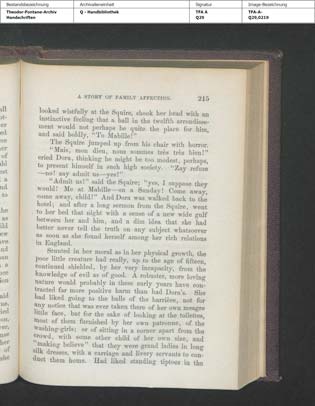 Bestandsbezeichnung Archivalieneinheit Signatur Image-Bezeichnung
Theodor-Fontane-Archiv Q - Handbibliothek TFA A TFA-A-
Handschriften Q29 Q29,0219
A STORY OF FAMILY AFFECTION. 215
looked wistfully at the Squire, shook her head with an
instinctive feeling that a ball in the twelfth arrondisse-
ment would not perhaps be quite the place for him,
and said boldly, "To Mabille!"
The Squire jumped up from his chair with horror.
"Mais, mon dieu, nous sommes très bien!"
cried Dora, thinking he might be too modest, perhaps,
to present himself in such high society. "Zay refuse
—no! zay admit us—yes!"
"Admit us!" said the Squire; "yes, I suppose they
would! Me at Mabille—on a Sunday! Come away,
come away, child!" And Dora was walked back to the
hotel; and after a long sermon from the Squire, went
to her bed that night with a sense of a new wide gulf
between her and him, and a dim idea that she had
better never tell the truth on any subject whatsoever
as soon as she found herself among her rich relations
in England.
Stunted in her moral as in her physical growth, the
poor little creature had really, up to the age of fifteen,
continued shielded, by her very incapacity, from the
knowledge of evil as of good. A robuster, more loving
nature would probably in these early years have con-
tracted far more positive harm than had Dora's. She
had liked going to the balls of the barrière, not for
any notice that was ever taken there of her own meagre
little face, but for the sake of looking at the toilettes,
most of them furnished by her own patronne, of the
washing-girls; or of sitting in a corner apart from the
crowd, with some other child of her own size, and
"making believe" that they were grand ladies in long
silk dresses, with a carriage and livery servants to con-
duct them home. Had liked standing tiptoe in the